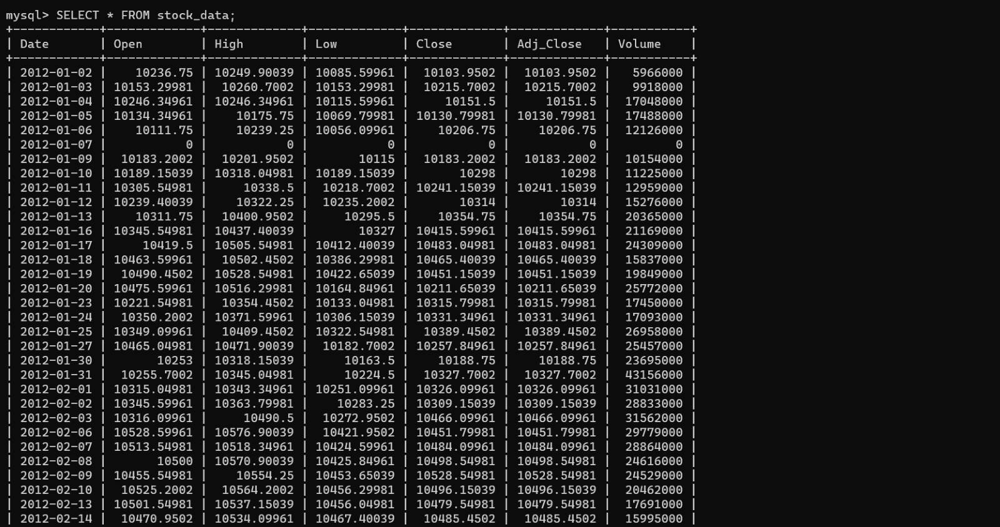 mysql> SELECT * FROM stock_data;
+------------+-------------+-------------+-------------+-------------+-------------+----------+
| Date       | Open        | High        | Low         | Close       | Adj_Close   | Volume   |
+------------+-------------+-------------+-------------+-------------+-------------+----------+
| 2012-01-02 |    10236.75 | 10249.90039 | 10085.59961 |  10103.9502 |  10103.9502 |  5966000 |
| 2012-01-03 | 10153.29981 |  10260.7002 | 10153.29981 |  10215.7002 |  10215.7002 |  9918000 |
| 2012-01-04 | 10246.34961 | 10246.34961 | 10115.59961 |     10151.5 |     10151.5 | 17048000 |
| 2012-01-05 | 10134.34961 |    10175.75 | 10069.79981 | 10130.79981 | 10130.79981 | 17488000 |
| 2012-01-06 |    10111.75 |    10239.25 | 10056.09961 |    10206.75 |    10206.75 | 12126000 |
| 2012-01-07 |           0 |           0 |           0 |           0 |           0 |        0 |
| 2012-01-09 |  10183.2002 |  10201.9502 |       10115 |  10183.2002 |  10183.2002 | 10154000 |
| 2012-01-10 | 10189.15039 | 10318.04981 | 10189.15039 |       10298 |       10298 | 11225000 |
| 2012-01-11 | 10305.54981 |     10338.5 |  10218.7002 | 10241.15039 | 10241.15039 | 12959000 |
| 2012-01-12 | 10239.40039 |    10322.25 |  10235.2002 |       10314 |       10314 | 15276000 |
| 2012-01-13 |    10311.75 |  10400.9502 |     10295.5 |    10354.75 |    10354.75 | 20365000 |
| 2012-01-16 | 10345.54981 | 10437.40039 |       10327 | 10415.59961 | 10415.59961 | 21169000 |
| 2012-01-17 |     10419.5 | 10505.54981 | 10412.40039 | 10483.04981 | 10483.04981 | 24309000 |
| 2012-01-18 | 10463.59961 |  10502.4502 | 10386.29981 | 10465.40039 | 10465.40039 | 15837000 |
| 2012-01-19 |  10490.4502 | 10528.54981 | 10422.65039 | 10451.15039 | 10451.15039 | 19849000 |
| 2012-01-20 | 10475.59961 | 10516.29981 | 10164.84961 | 10211.65039 | 10211.65039 | 25772000 |
| 2012-01-23 | 10221.54981 |  10354.4502 | 10133.04981 | 10315.79981 | 10315.79981 | 17450000 |
| 2012-01-24 |  10350.2002 | 10371.59961 | 10306.15039 | 10331.34961 | 10331.34961 | 17093000 |
| 2012-01-25 | 10349.09961 |  10409.4502 | 10322.54981 |  10389.4502 |  10389.4502 | 26958000 |
| 2012-01-27 | 10465.04981 | 10471.90039 |  10182.7002 | 10257.84961 | 10257.84961 | 25457000 |
| 2012-01-30 |       10253 | 10318.15039 |     10163.5 |    10188.75 |    10188.75 | 23695000 |
| 2012-01-31 |  10255.7002 | 10345.04981 |     10224.5 |  10327.7002 |  10327.7002 | 43156000 |
| 2012-02-01 | 10315.04981 | 10343.34961 | 10251.09961 | 10326.09961 | 10326.09961 | 31031000 |
| 2012-02-02 | 10345.59961 | 10363.79981 |    10283.25 | 10309.15039 | 10309.15039 | 28833000 |
| 2012-02-03 | 10316.09961 |     10490.5 |  10272.9502 | 10466.09961 | 10466.09961 | 31562000 |
| 2012-02-06 | 10528.59961 | 10576.90039 |  10421.9502 | 10451.79981 | 10451.79981 | 29779000 |
| 2012-02-07 | 10513.54981 | 10518.34961 | 10424.59961 | 10484.09961 | 10484.09961 | 28864000 |
| 2012-02-08 |       10500 | 10570.90039 | 10425.84961 | 10498.54981 | 10498.54981 | 24616000 |
| 2012-02-09 | 10455.54981 |    10554.25 | 10453.65039 | 10528.54981 | 10528.54981 | 24529000 |
| 2012-02-10 |  10525.2002 |  10564.2002 | 10456.29981 | 10496.15039 | 10496.15039 | 20462000 |
| 2012-02-13 | 10501.54981 | 10537.15039 | 10456.04981 | 10479.54981 | 10479.54981 | 17691000 |
| 2012-02-14 |  10470.9502 | 10534.09961 | 10467.40039 |  10485.4502 |  10485.4502 | 15995000 |